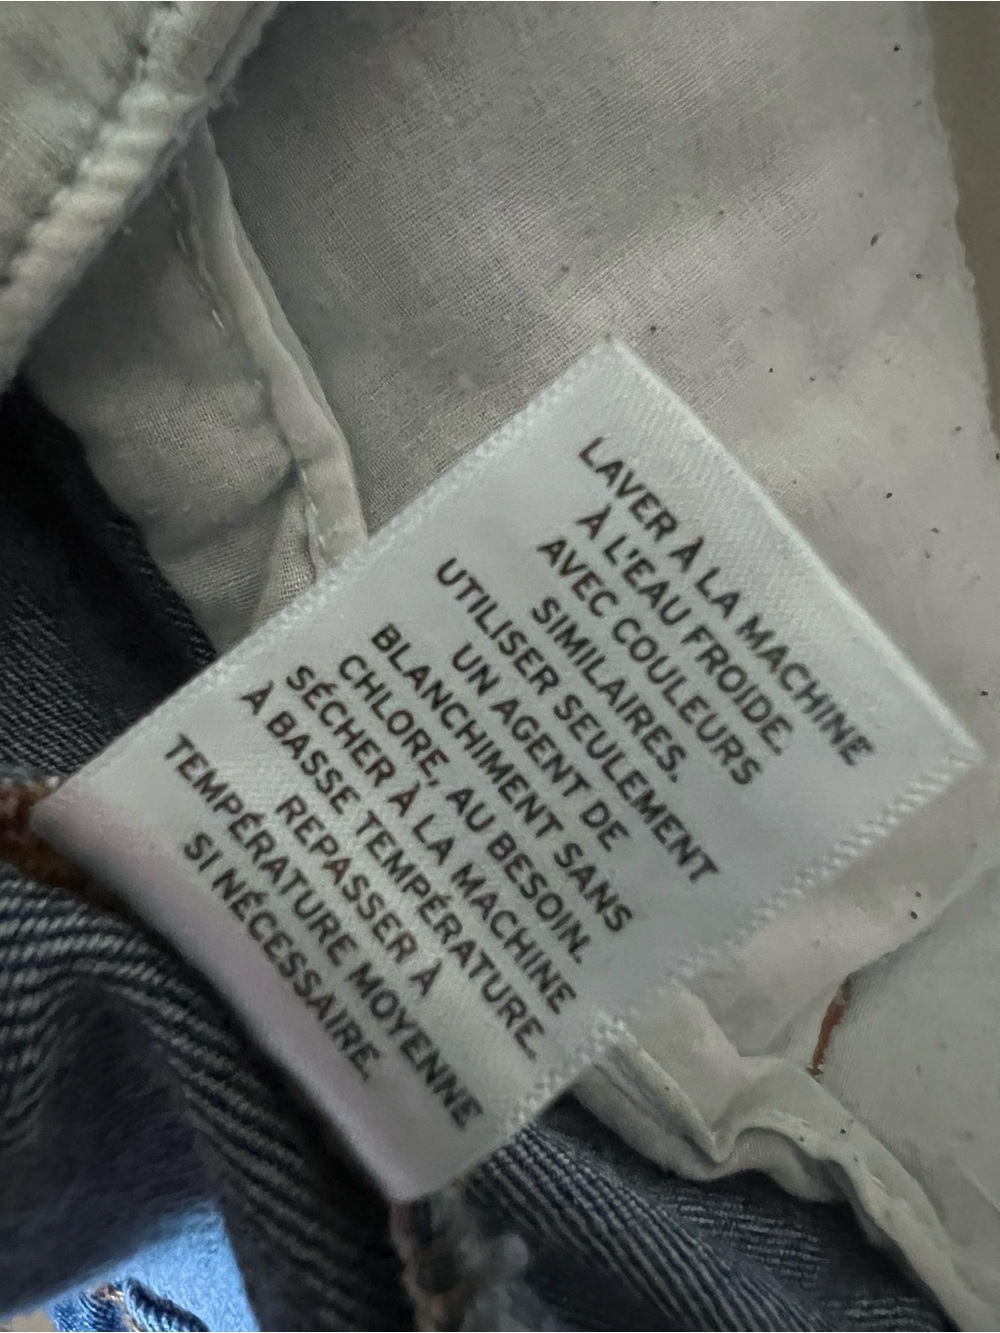 LAVER À LA MACHINE
À L'EAU FROIDE.
AVEC COULEURS
SIMILAIRES.
UTILISER SEULEMENT
UN AGENT DE
BLANCHIMENT SANS
CHLORE, AU BESOIN.
SÉCHER À LA MACHINE
À BASSE TEMPÉRATURE.
REPASSER À
TEMPÉRATURE MOYENNE
SI NÉCESSAIRE.